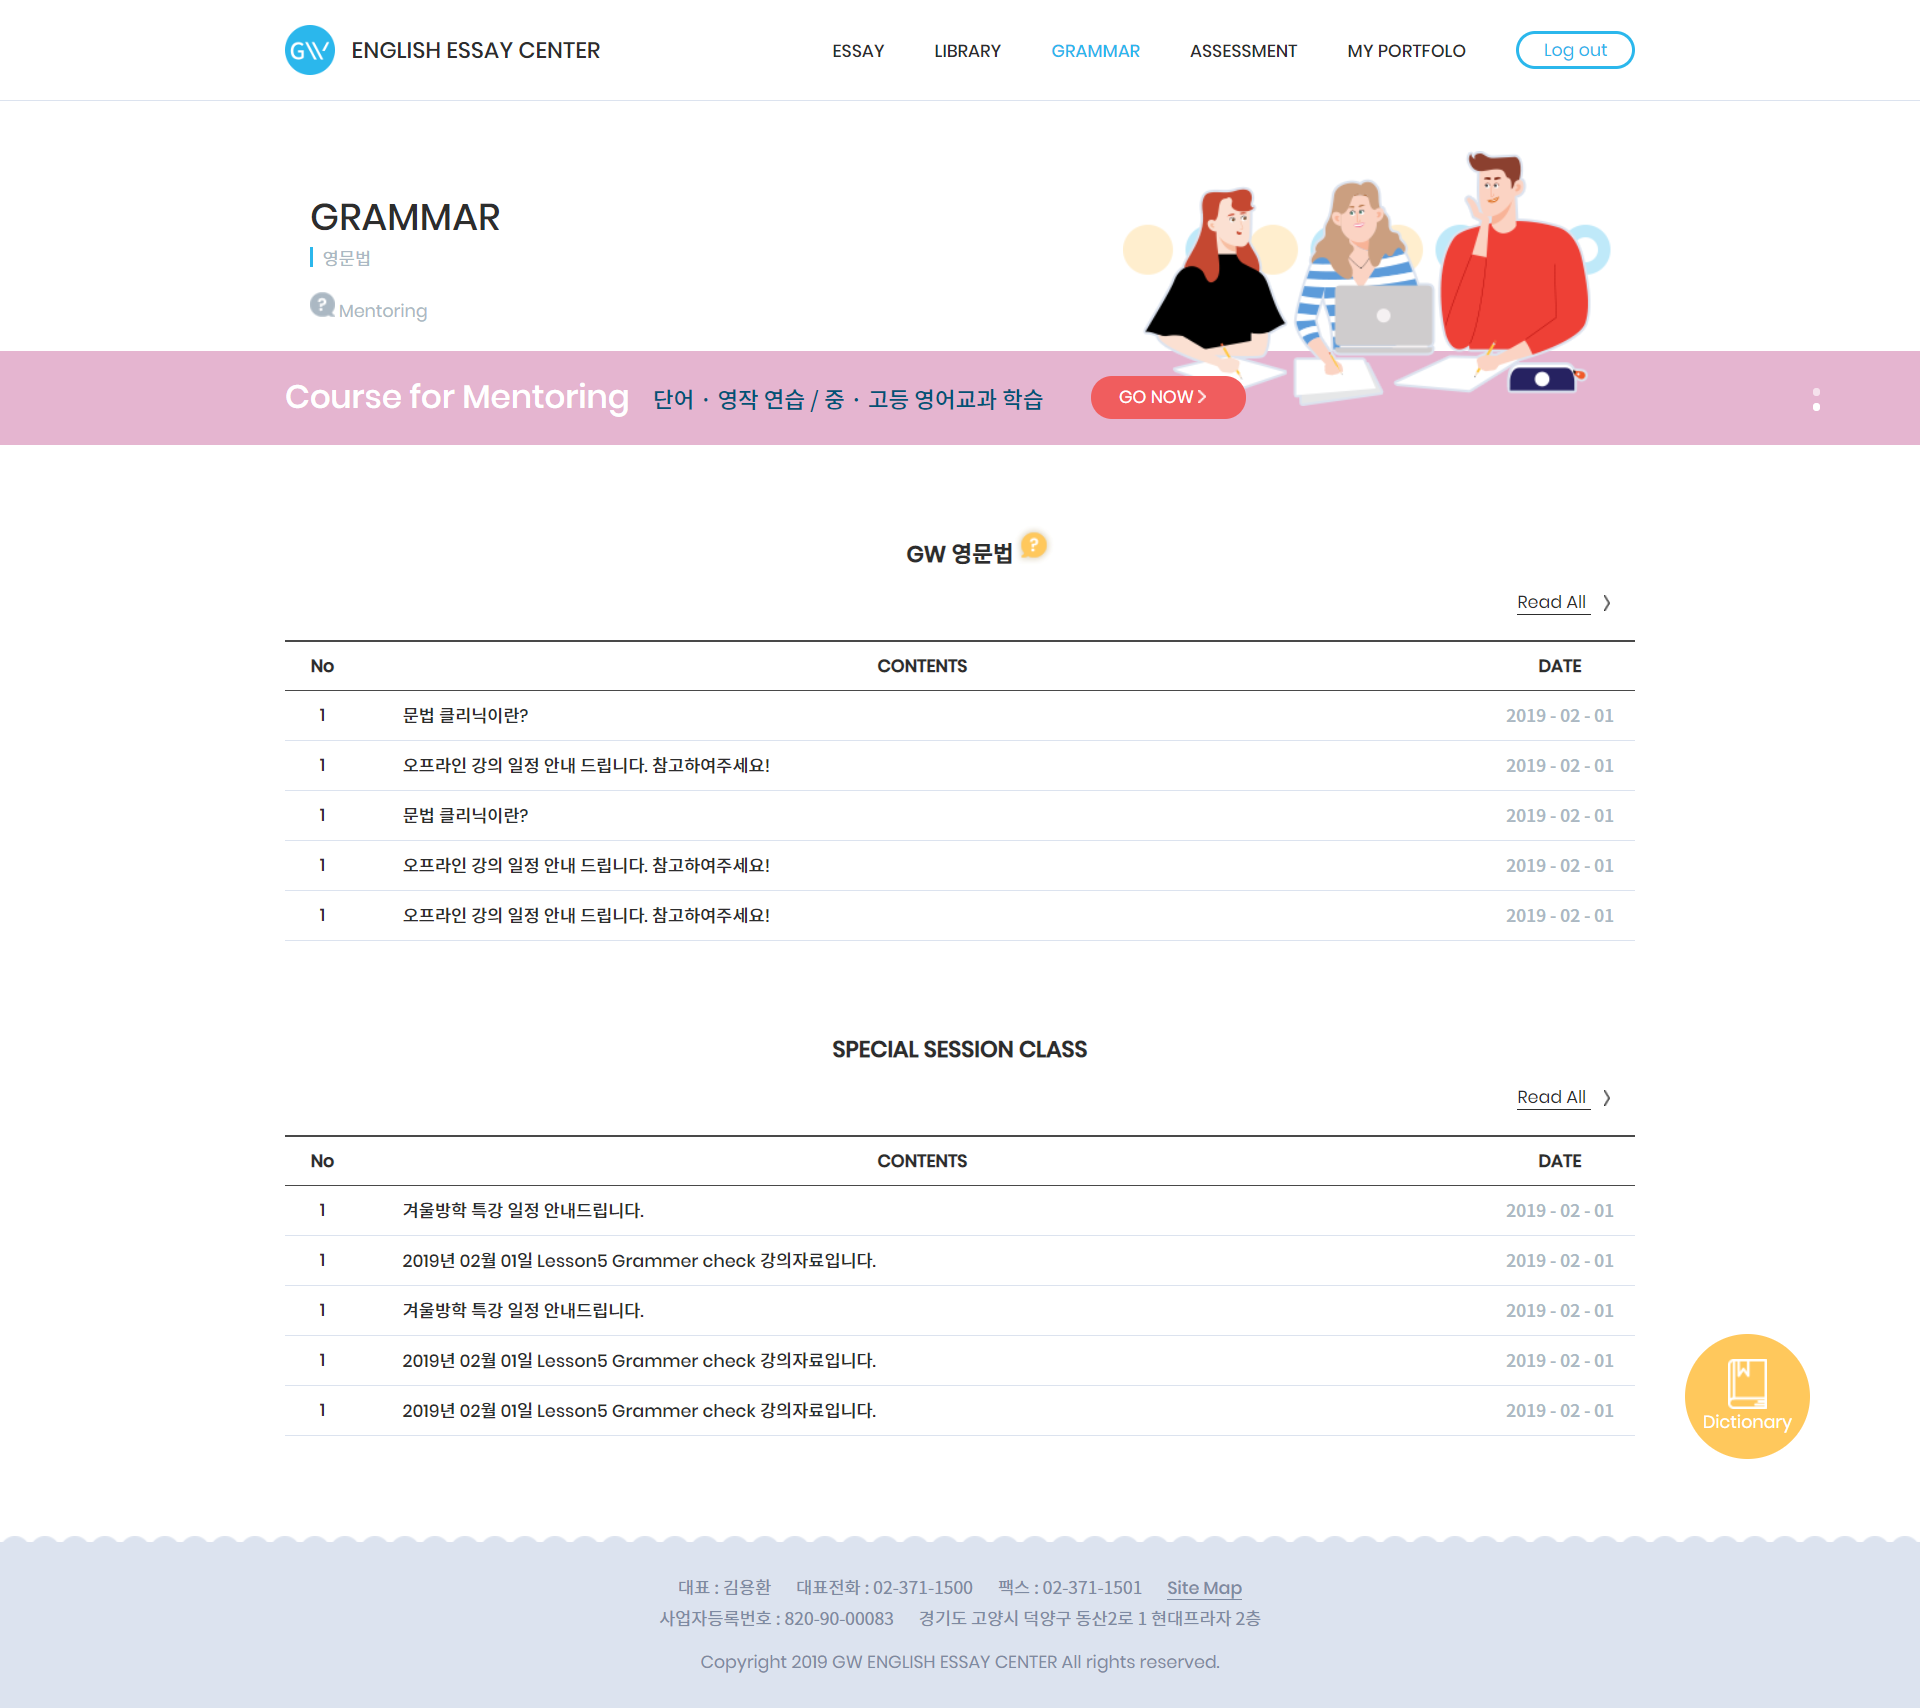 GW ENGLISH ESSAY CENTER ESSAY LIBRARY GRAMMAR ASSESSMENT MY PORTFOLO Log out
GRAMMAR
영문법
? Mentoring
Course for Mentoring 단어 · 영작 연습 / 중 · 고등 영어교과 학습 GO NOW
GW 영문법 ?
Read All
No CONTENTS DATE
1 문법 클리닉이란? 2019 - 02 - 01
1 오프라인 강의 일정 안내 드립니다. 참고하여주세요! 2019 - 02 - 01
1 문법 클리닉이란? 2019 - 02 - 01
1 오프라인 강의 일정 안내 드립니다. 참고하여주세요! 2019 - 02 - 01
1 오프라인 강의 일정 안내 드립니다. 참고하여주세요! 2019 - 02 - 01
SPECIAL SESSION CLASS
Read All
No CONTENTS DATE
1 겨울방학 특강 일정 안내드립니다. 2019 - 02 - 01
1 2019년 02월 01일 Lesson5 Grammer check 강의자료입니다. 2019 - 02 - 01
1 겨울방학 특강 일정 안내드립니다. 2019 - 02 - 01
1 2019년 02월 01일 Lesson5 Grammer check 강의자료입니다. 2019 - 02 - 01
1 2019년 02월 01일 Lesson5 Grammer check 강의자료입니다. 2019 - 02 - 01
Dictionary
대표 : 김용환 대표전화 : 02-371-1500 팩스 : 02-371-1501 Site Map
사업자등록번호 : 820-90-00083 경기도 고양시 덕양구 동산2로 1 현대프라자 2층
Copyright 2019 GW ENGLISH ESSAY CENTER All rights reserved.